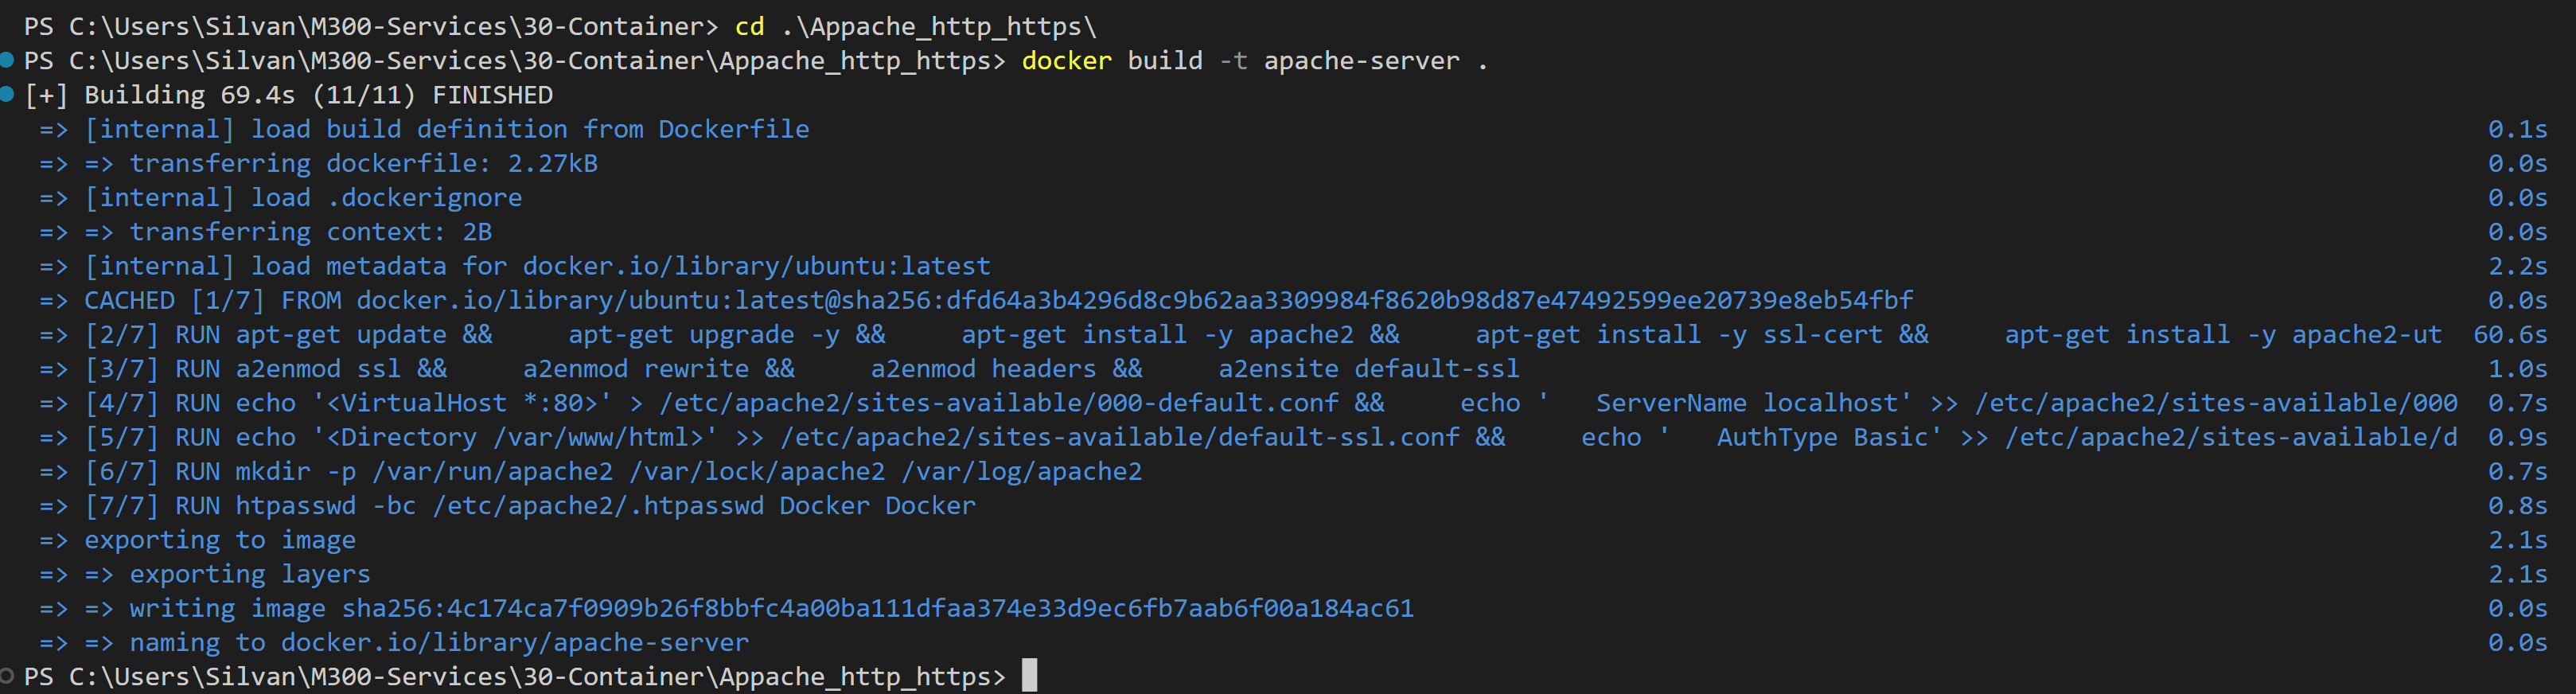 PS C:\Users\Silvan\M300-Services\30-Container> cd .\Appache_http_https\
PS C:\Users\Silvan\M300-Services\30-Container\Appache_http_https> docker build -t apache-server .
[+] Building 69.4s (11/11) FINISHED
=> [internal] load build definition from Dockerfile 0.1s
=> => transferring dockerfile: 2.27kB 0.0s
=> [internal] load .dockerignore 0.0s
=> => transferring context: 2B 0.0s
=> [internal] load metadata for docker.io/library/ubuntu:latest 2.2s
=> CACHED [1/7] FROM docker.io/library/ubuntu:latest@sha256:dfd64a3b4296d8c9b62aa3309984f8620b98d87e47492599ee20739e8eb54fbf 0.0s
=> [2/7] RUN apt-get update &&     apt-get upgrade -y &&     apt-get install -y apache2 &&     apt-get install -y ssl-cert &&     apt-get install -y apache2-ut 60.6s
=> [3/7] RUN a2enmod ssl &&     a2enmod rewrite &&     a2enmod headers &&     a2ensite default-ssl 1.0s
=> [4/7] RUN echo '<VirtualHost *:80>' > /etc/apache2/sites-available/000-default.conf &&     echo '   ServerName localhost' >> /etc/apache2/sites-available/000 0.7s
=> [5/7] RUN echo '<Directory /var/www/html>' >> /etc/apache2/sites-available/default-ssl.conf &&     echo '   AuthType Basic' >> /etc/apache2/sites-available/d 0.9s
=> [6/7] RUN mkdir -p /var/run/apache2 /var/lock/apache2 /var/log/apache2 0.7s
=> [7/7] RUN htpasswd -bc /etc/apache2/.htpasswd Docker Docker 0.8s
=> exporting to image 2.1s
=> => exporting layers 2.1s
=> => writing image sha256:4c174ca7f0909b26f8bbfc4a00ba111dfaa374e33d9ec6fb7aab6f00a184ac61 0.0s
=> => naming to docker.io/library/apache-server 0.0s
PS C:\Users\Silvan\M300-Services\30-Container\Appache_http_https>